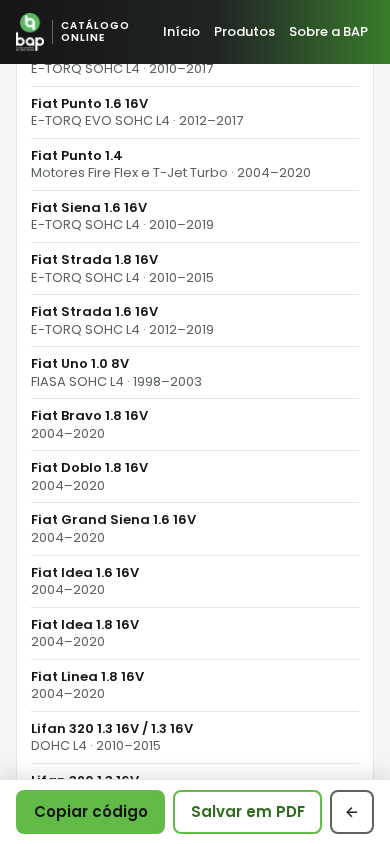 bap
CATÁLOGO
ONLINE
Início Produtos Sobre a BAP
E-TORQ SOHC L4 · 2010–2017
Fiat Punto 1.6 16V
E-TORQ EVO SOHC L4 · 2012–2017
Fiat Punto 1.4
Motores Fire Flex e T-Jet Turbo · 2004–2020
Fiat Siena 1.6 16V
E-TORQ SOHC L4 · 2010–2019
Fiat Strada 1.8 16V
E-TORQ SOHC L4 · 2010–2015
Fiat Strada 1.6 16V
E-TORQ SOHC L4 · 2012–2019
Fiat Uno 1.0 8V
FIASA SOHC L4 · 1998–2003
Fiat Bravo 1.8 16V
2004–2020
Fiat Doblo 1.8 16V
2004–2020
Fiat Grand Siena 1.6 16V
2004–2020
Fiat Idea 1.6 16V
2004–2020
Fiat Idea 1.8 16V
2004–2020
Fiat Linea 1.8 16V
2004–2020
Lifan 320 1.3 16V / 1.3 16V
DOHC L4 · 2010–2015
Lifan 320 1.3 16V
Copiar código Salvar em PDF ←